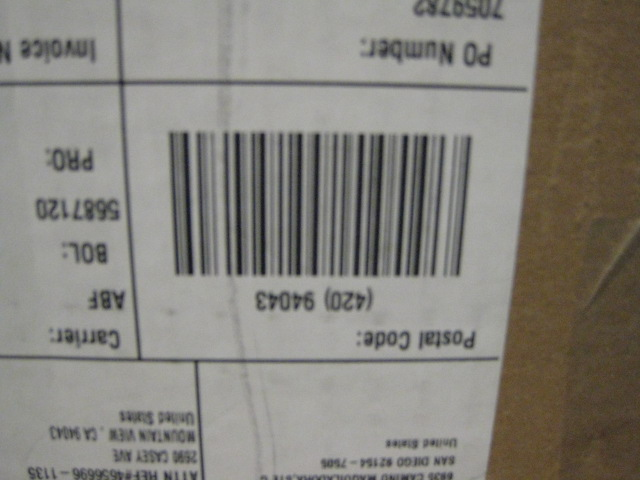 SAN DIEGO 92154-7505
United States
2690 CASEY AVE
MOUNTAIN VIEW , CA 94043
United States
Postal Code:
(420) 94043
Carrier:
ABF
BOL:
5687120
PRO:
PO Number:
7059782
Invoice